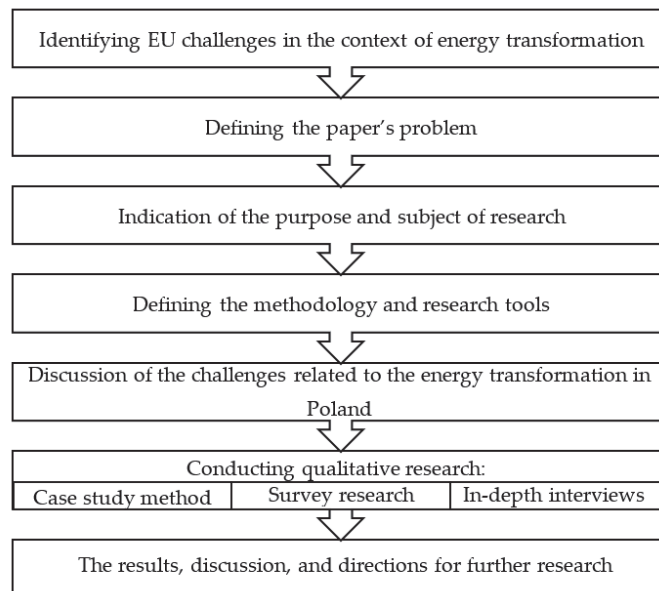 Identifying EU challenges in the context of energy transformation
Defining the paper's problem
Indication of the purpose and subject of research
Defining the methodology and research tools
Discussion of the challenges related to the energy transformation in
Poland
Conducting qualitative research:
Case study method
Survey research
In-depth interviews
The results, discussion, and directions for further research